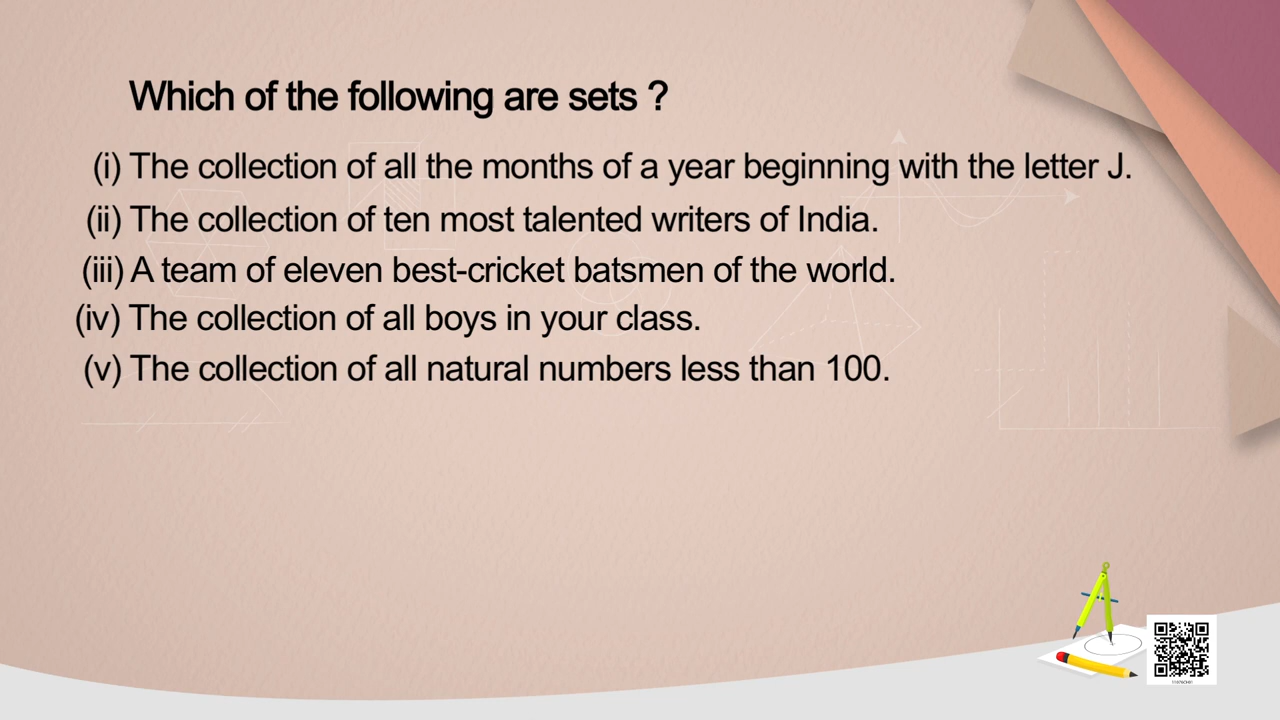 Which of the following are sets ?
(i) The collection of all the months of a year beginning with the letter J.
(ii) The collection of ten most talented writers of India.
(iii) A team of eleven best-cricket batsmen of the world.
(iv) The collection of all boys in your class.
(v) The collection of all natural numbers less than 100.